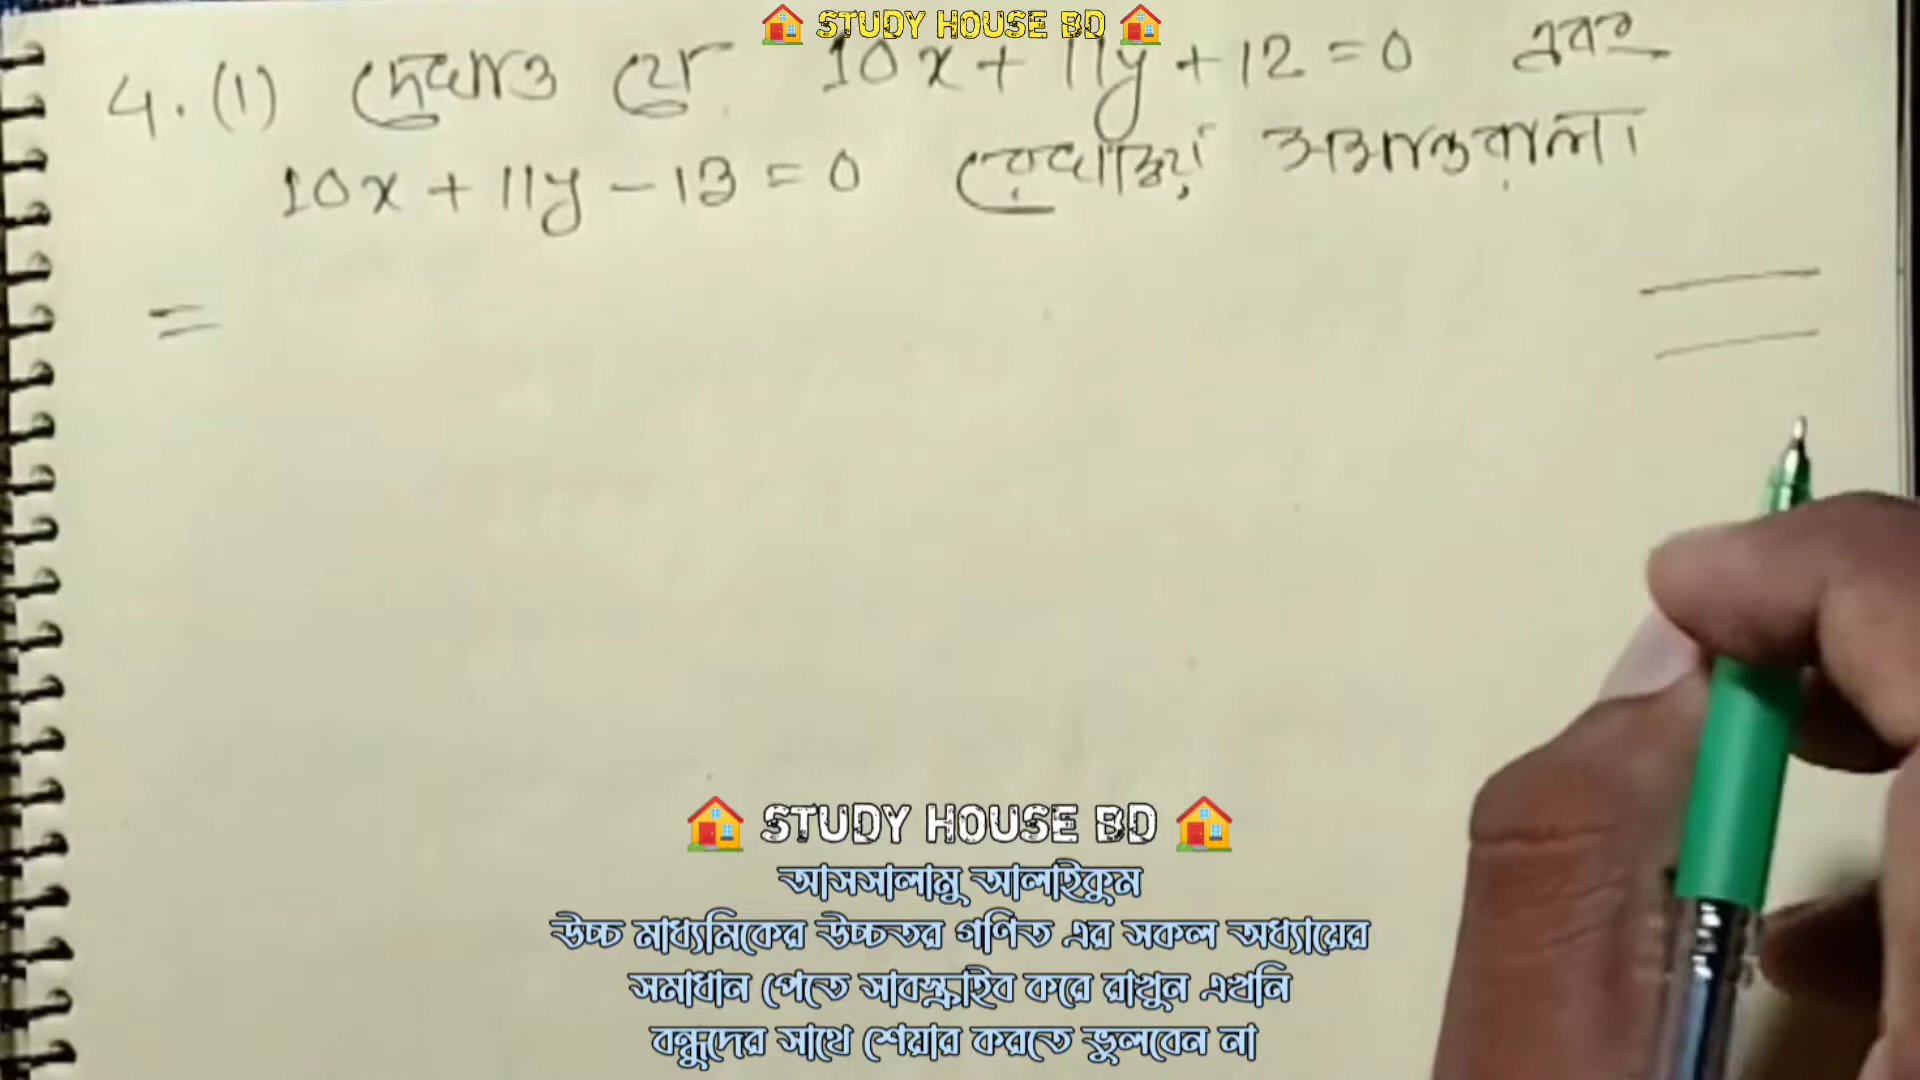 🏠 STUDY HOUSE BD 🏠
4. (1) দেখাও যে 10x + 11y + 12 = 0 এবং
10x + 11y - 13 = 0 রেখাদ্বয় সমান্তরাল।
=
🏠 STUDY HOUSE BD 🏠
আসসালামু আলাইকুম
উচ্চ মাধ্যমিকের উচ্চতর গণিত এর সকল অধ্যায়ের
সমাধান পেতে সাবস্ক্রাইব করে রাখুন এখনি
বন্ধুদের সাথে শেয়ার করতে ভুলবেন না